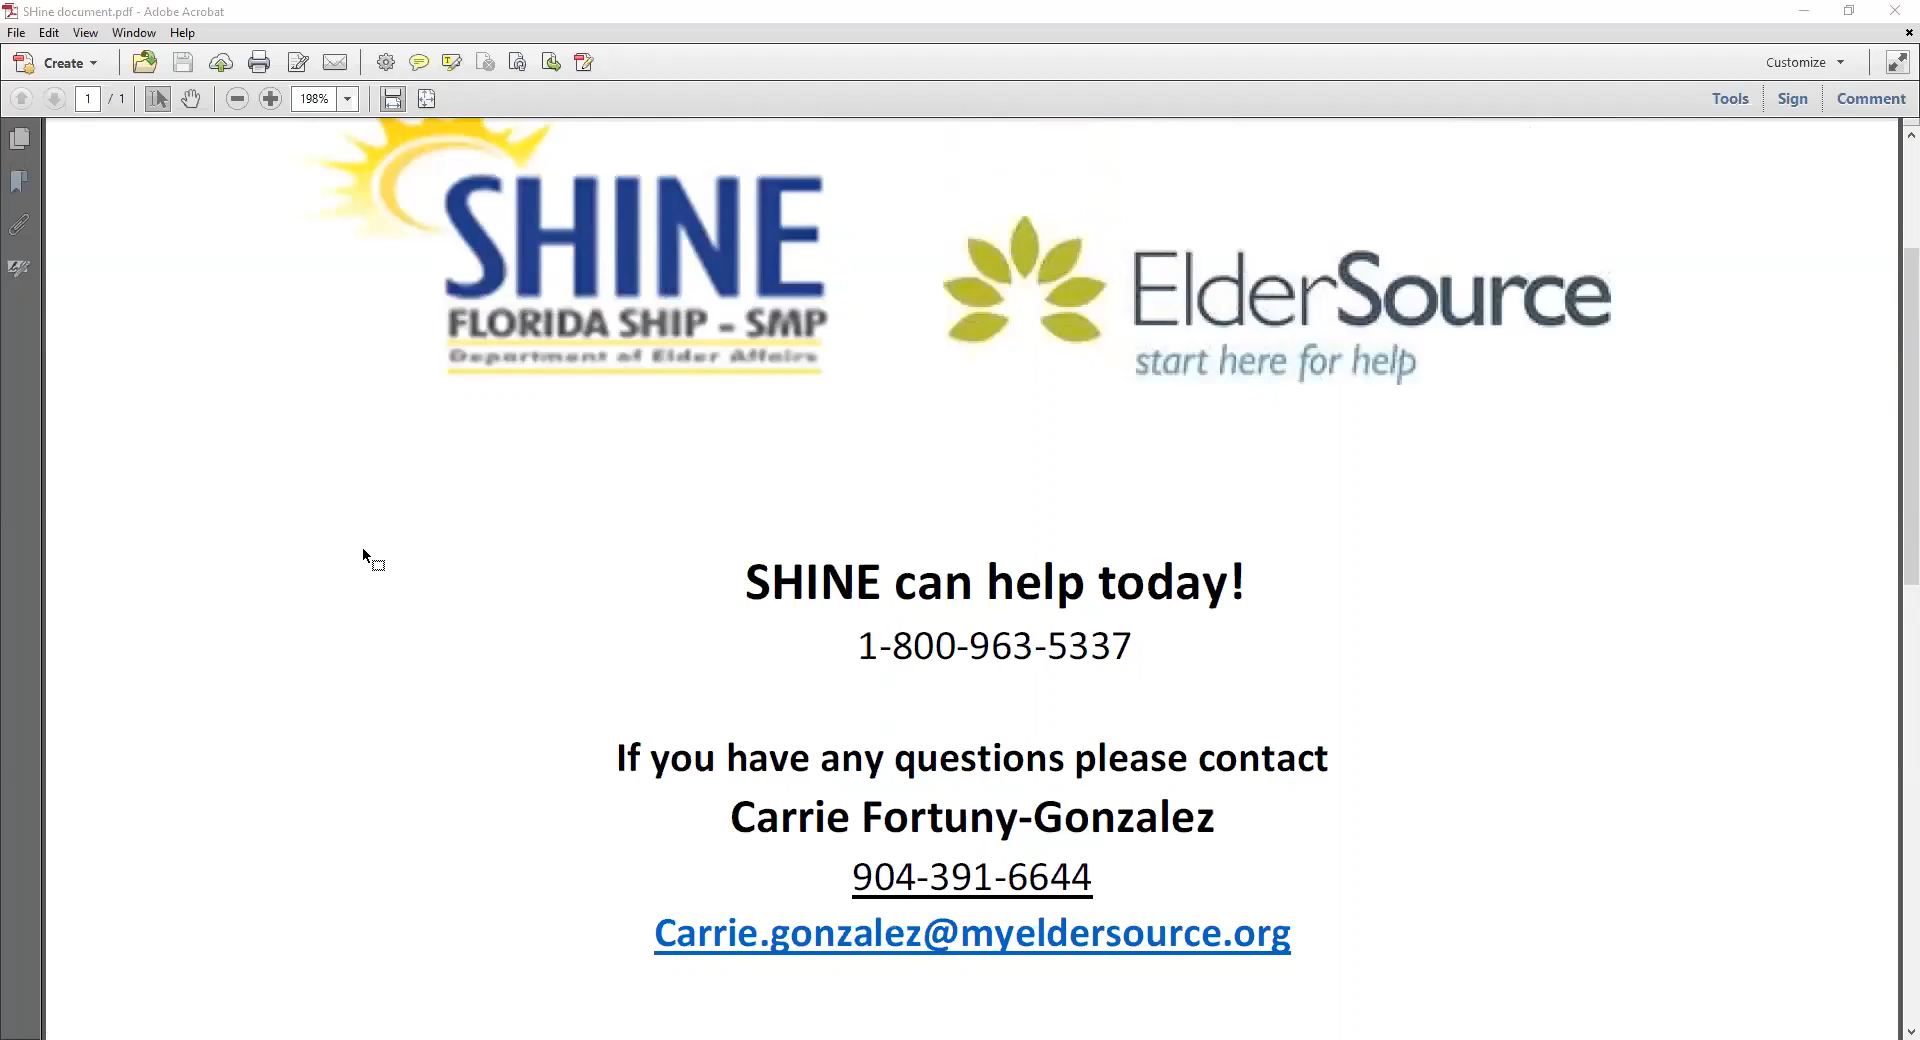 SHine document.pdf - Adobe Acrobat
File Edit View Window Help
Create Customize
1 / 1 198% Tools Sign Comment
SHINE
FLORIDA SHIP - SMP
Department of Elder Affairs
ElderSource
start here for help
SHINE can help today!
1-800-963-5337
If you have any questions please contact
Carrie Fortuny-Gonzalez
904-391-6644
Carrie.gonzalez@myeldersource.org